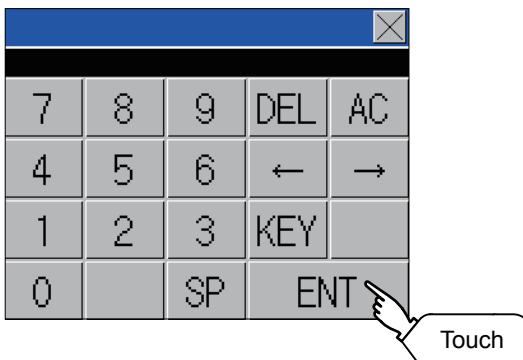 7 8 9 DEL AC
4 5 6 ← →
1 2 3 KEY
0 SP ENT
Touch